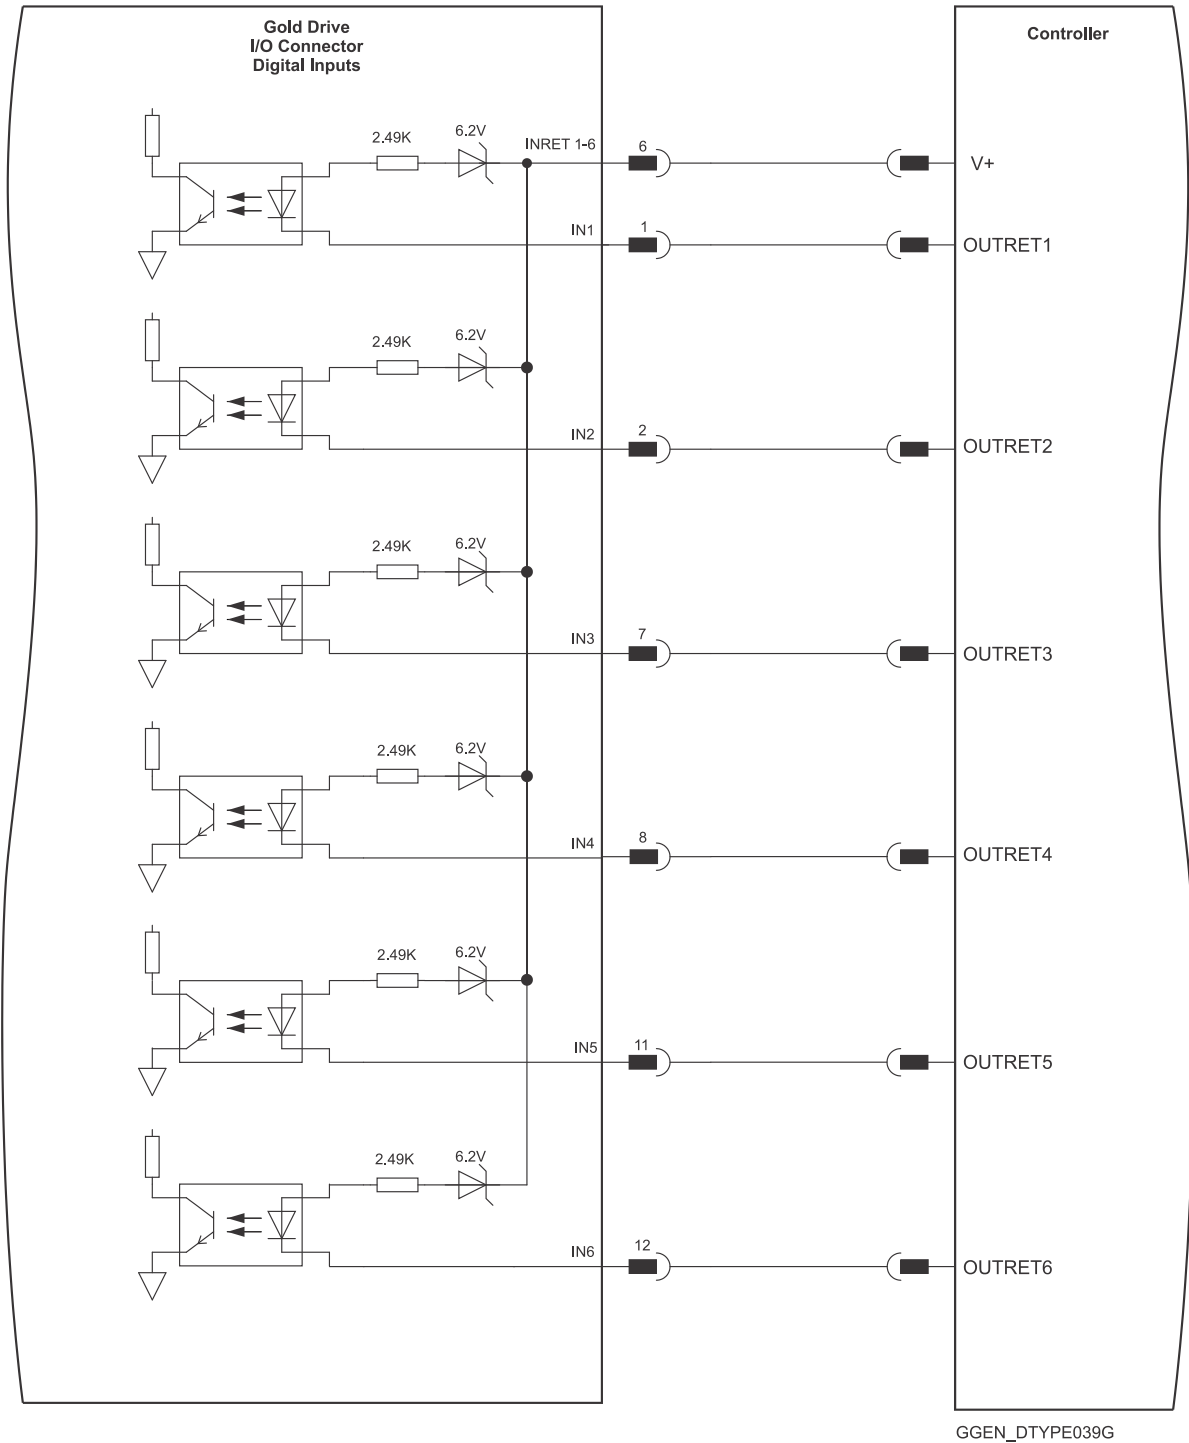 Gold Drive
I/O Connector
Digital Inputs
Controller
2.49K
6.2V
INRET 1-6
6
V+
IN1
1
OUTRET1
2.49K
6.2V
IN2
2
OUTRET2
2.49K
6.2V
IN3
7
OUTRET3
2.49K
6.2V
IN4
8
OUTRET4
2.49K
6.2V
IN5
11
OUTRET5
2.49K
6.2V
IN6
12
OUTRET6
GGEN_DTYPE039G